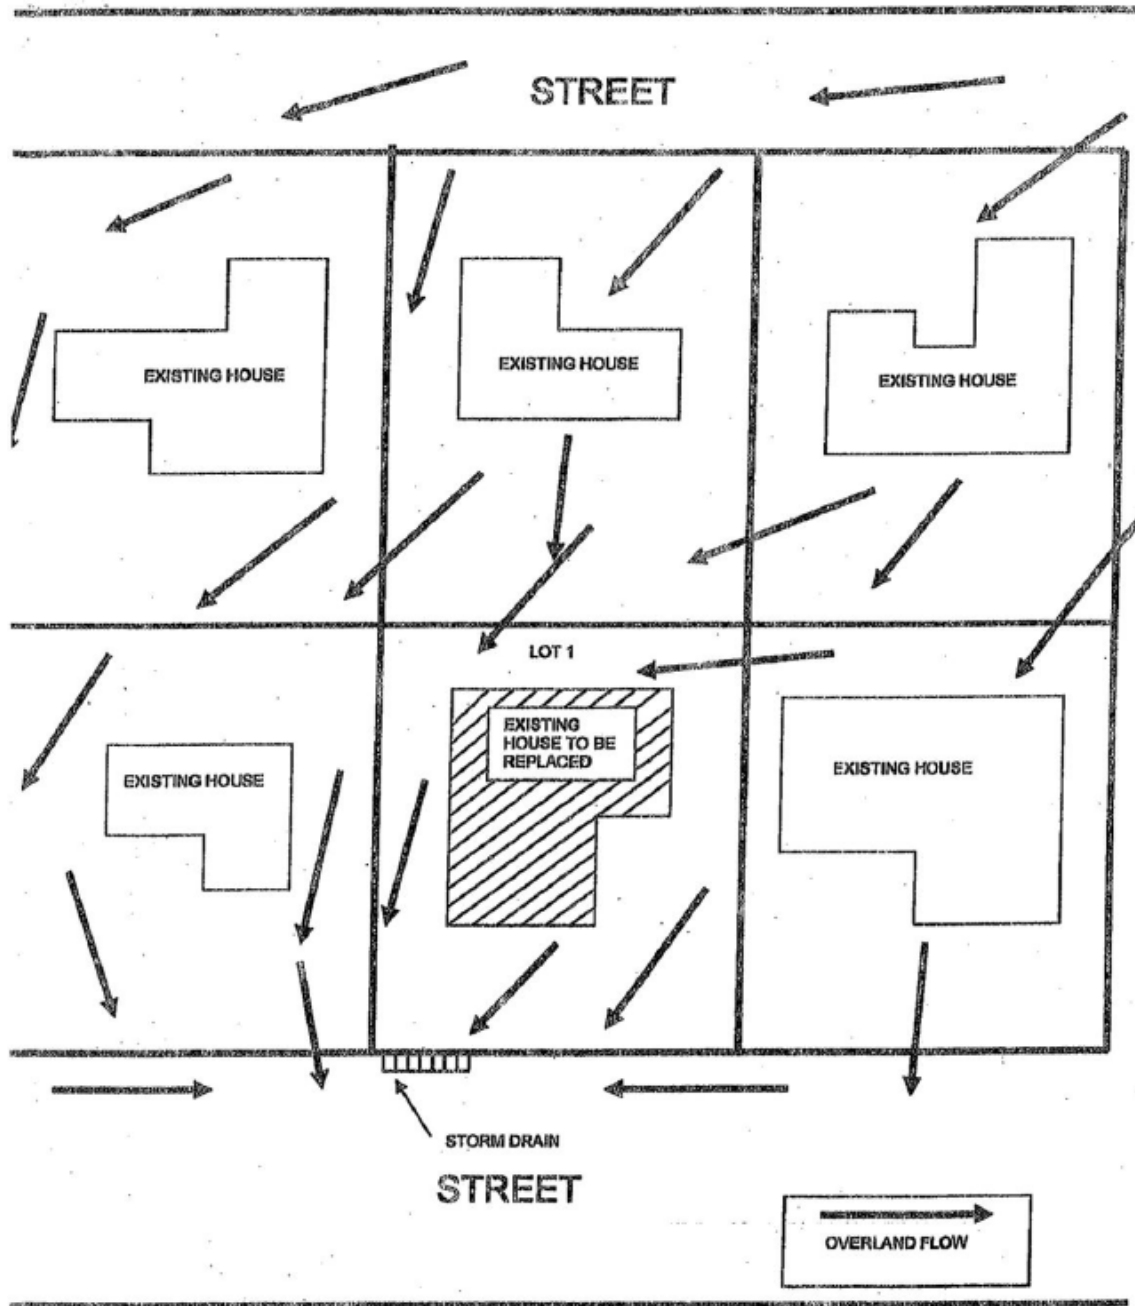 STREET
EXISTING HOUSE
EXISTING HOUSE
EXISTING HOUSE
LOT 1
EXISTING
HOUSE TO BE
REPLACED
EXISTING HOUSE
EXISTING HOUSE
STORM DRAIN
STREET
OVERLAND FLOW